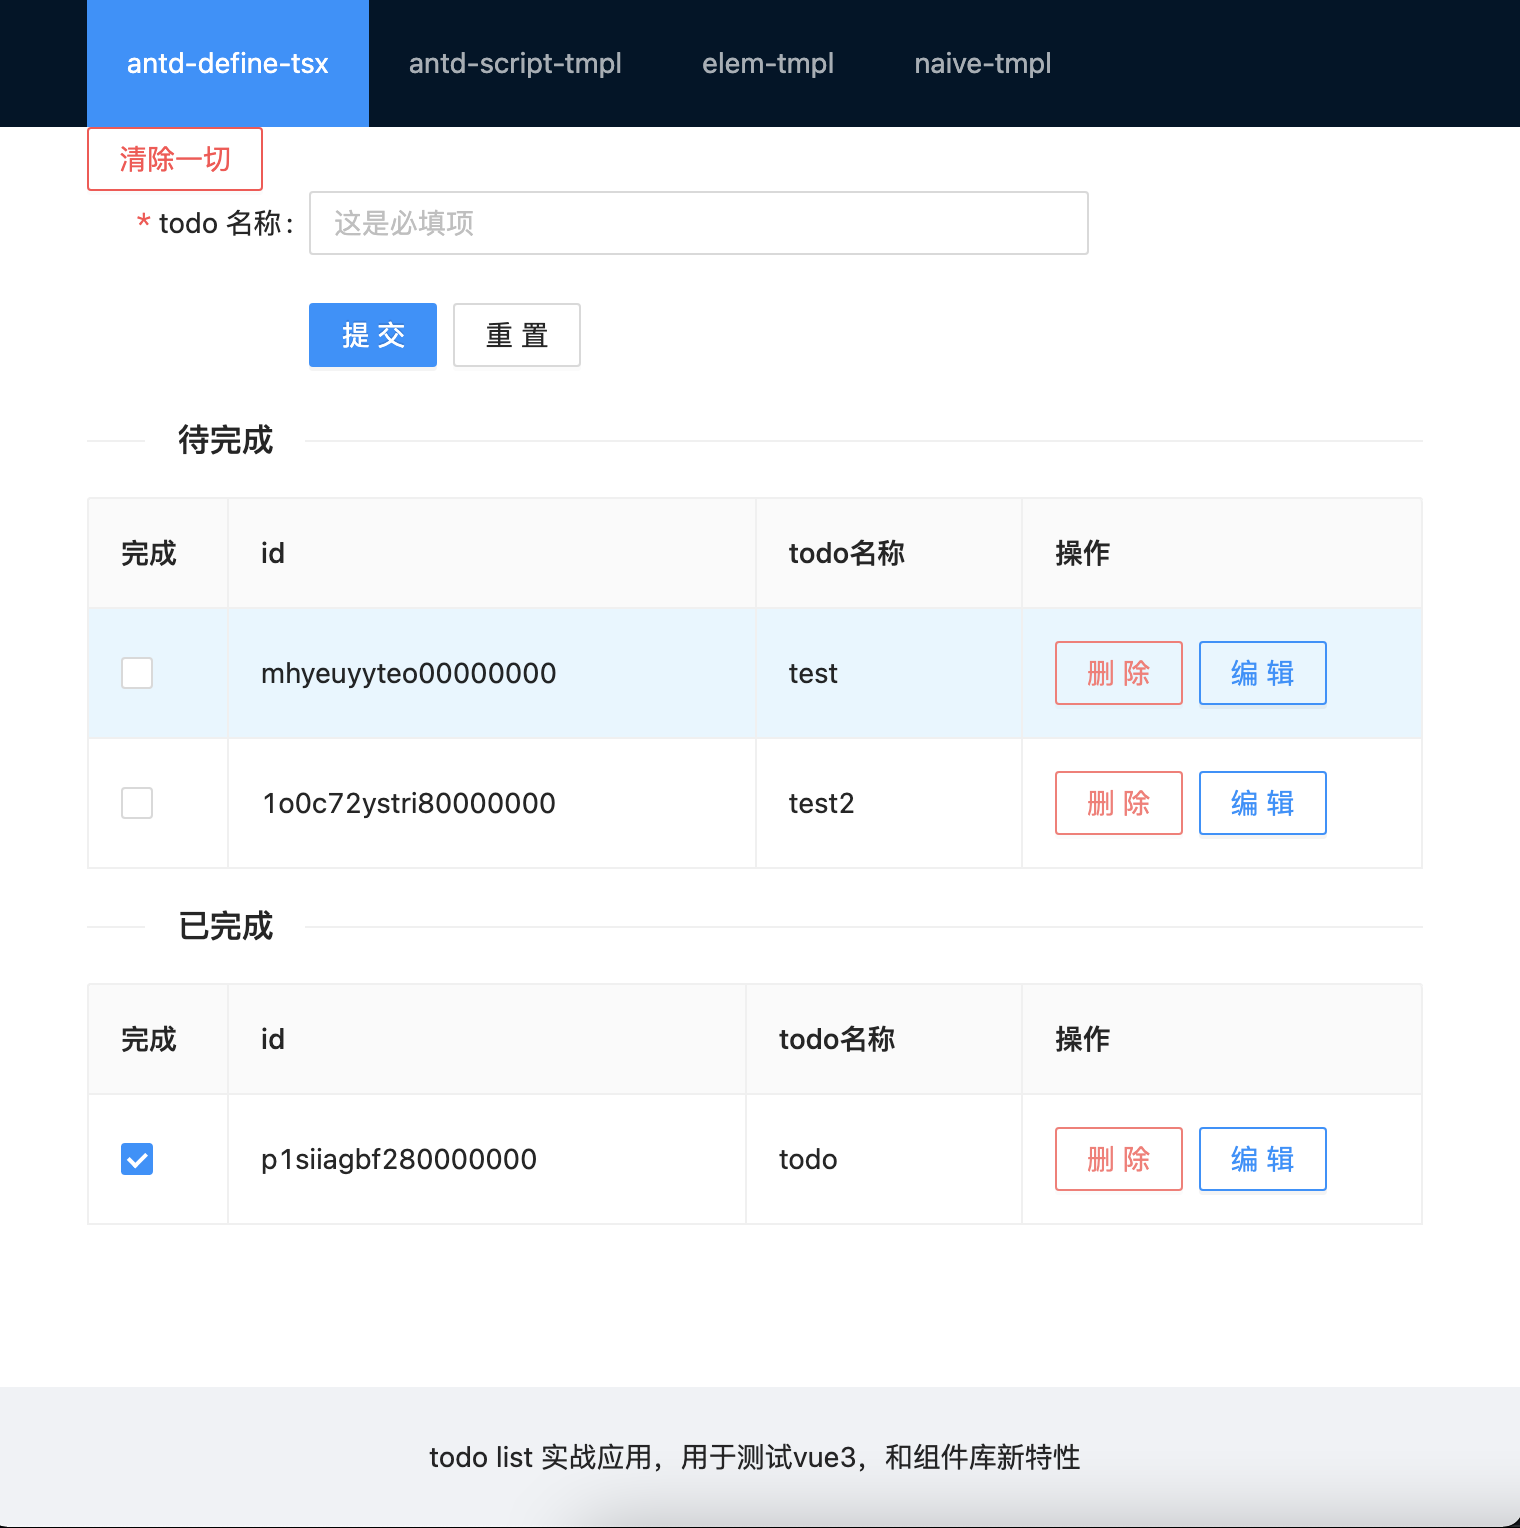 antd-define-tsx antd-script-tmpl elem-tmpl naive-tmpl
清除一切
* todo 名称:
这是必填项
提 交 重 置
待完成
完成 id todo名称 操作
mhyeuyyteo00000000 test 删 除 编 辑
1o0c72ystri80000000 test2 删 除 编 辑
已完成
完成 id todo名称 操作
p1siiagbf280000000 todo 删 除 编 辑
todo list 实战应用，用于测试vue3，和组件库新特性